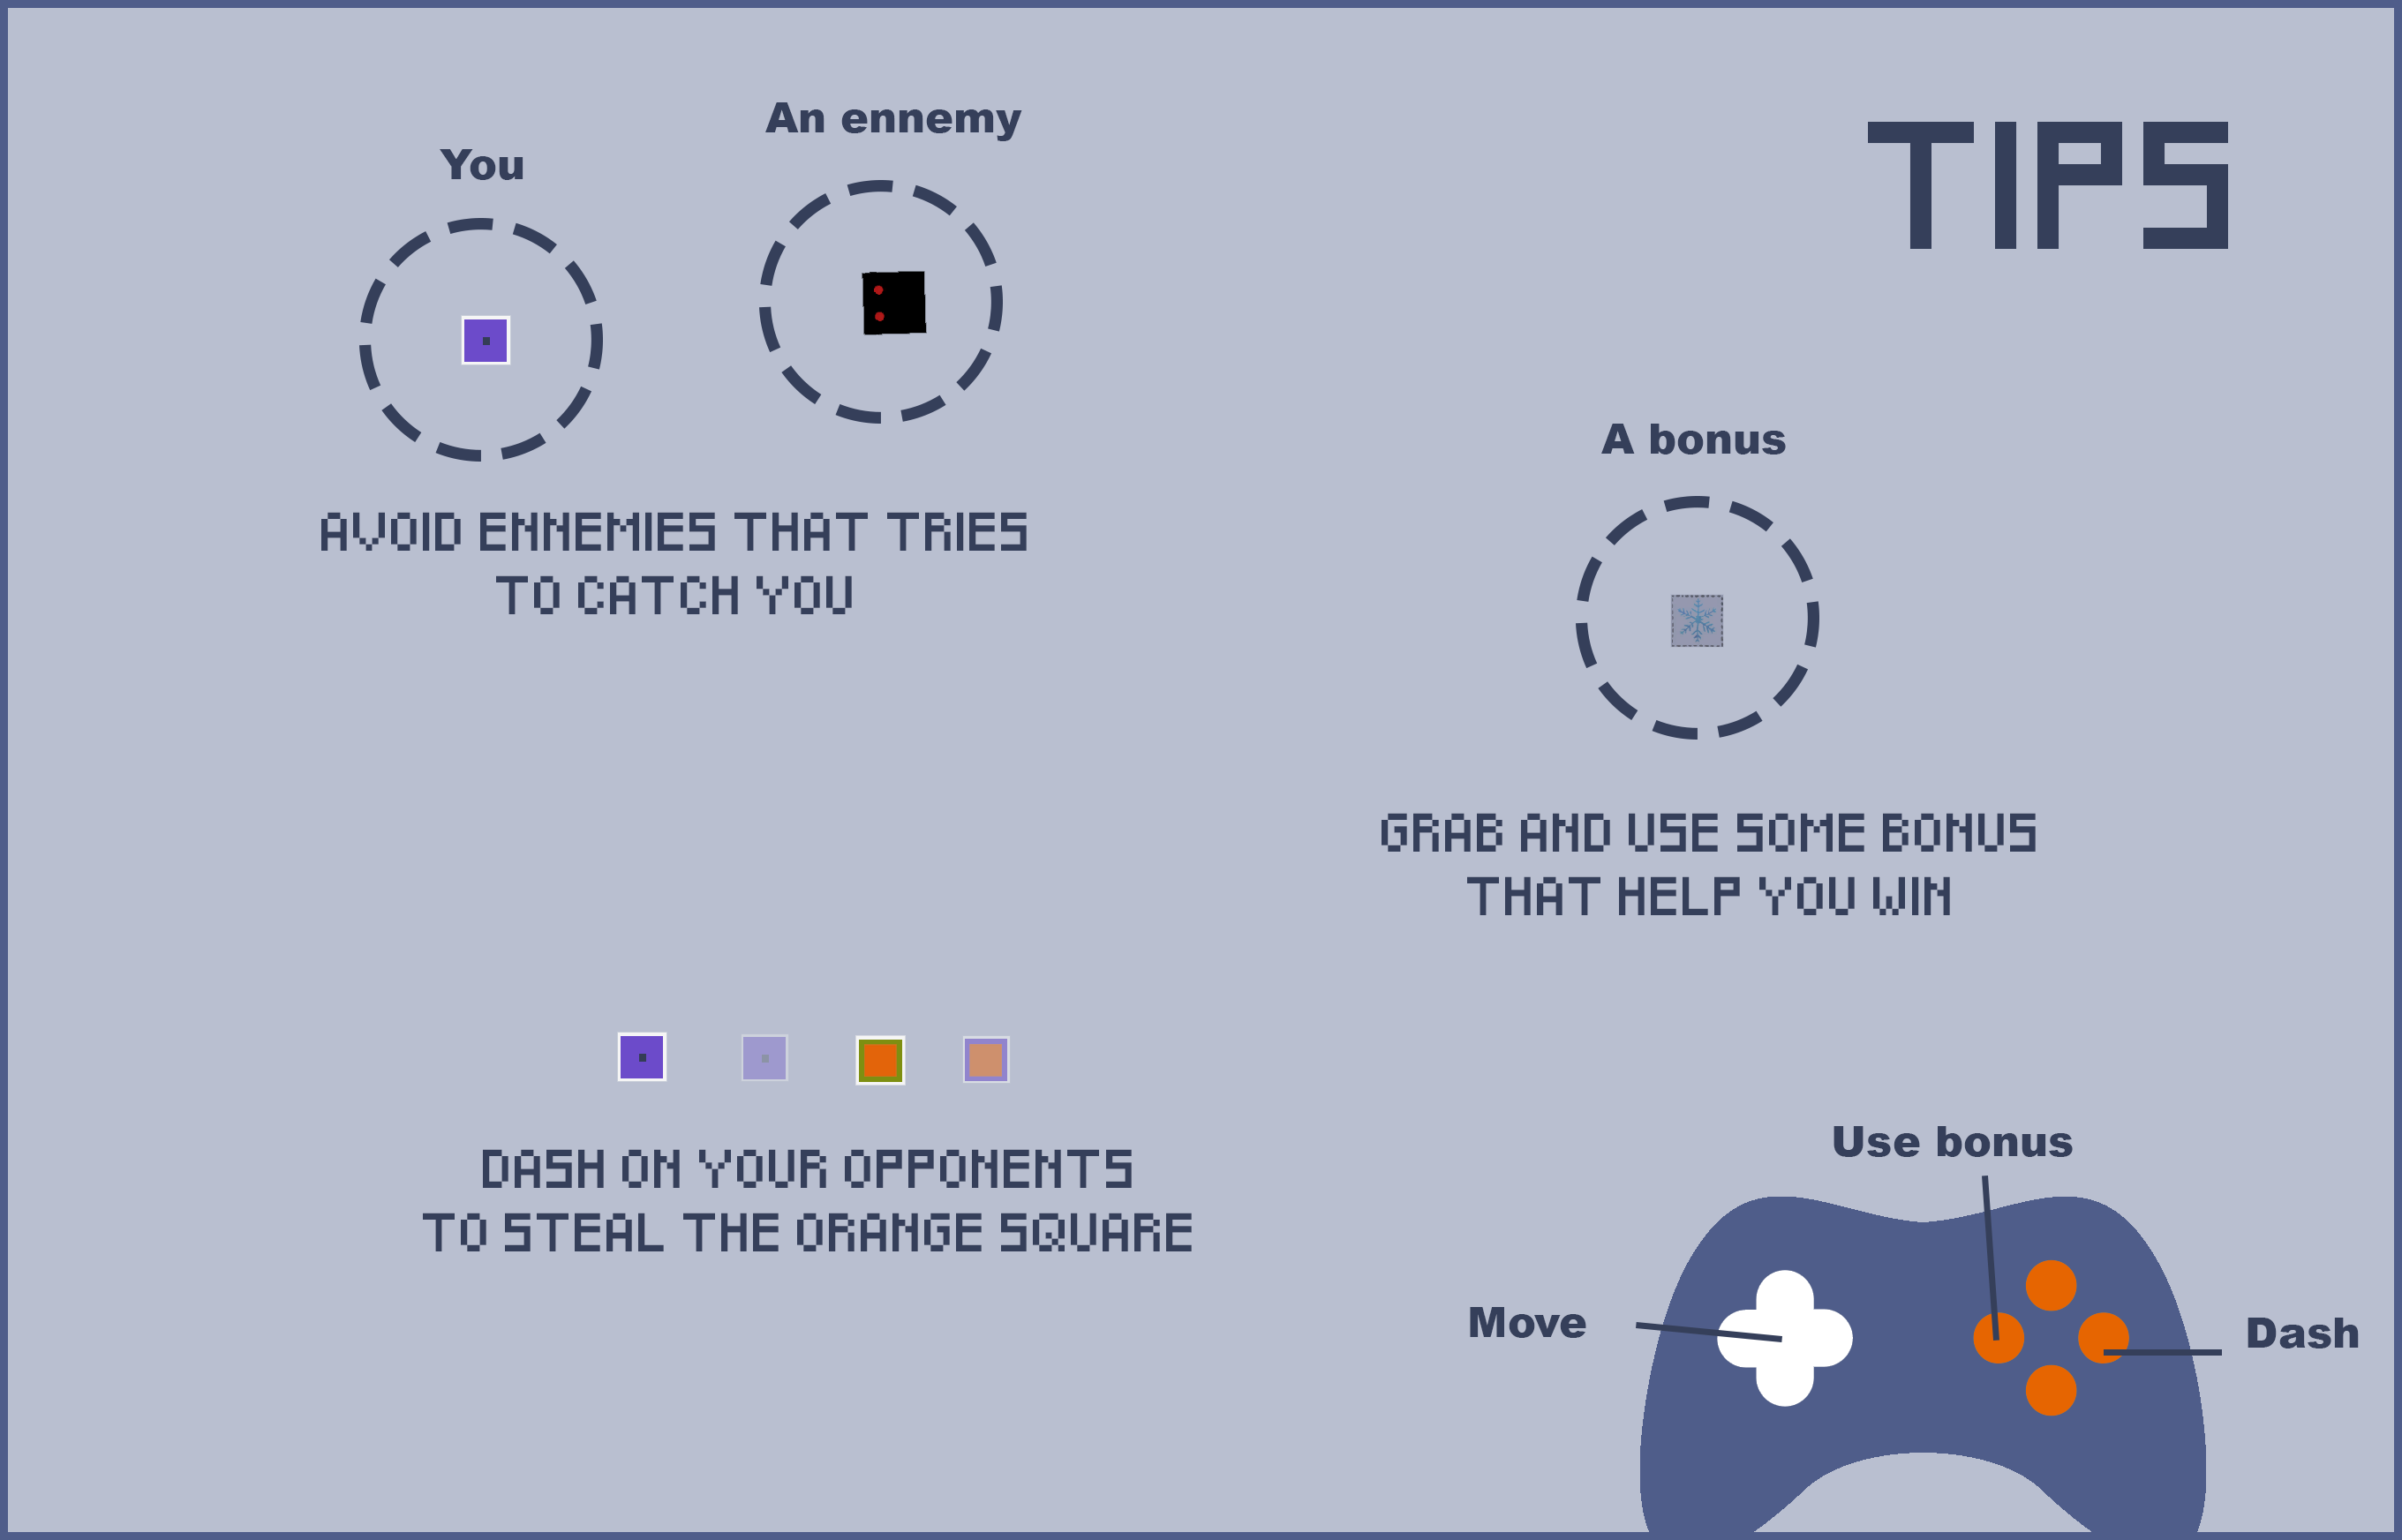 TIPS
You
An ennemy
AVOID ENNEMIES THAT TRIES
TO CATCH YOU
A bonus
GRAB AND USE SOME BONUS
THAT HELP YOU WIN
DASH ON YOUR OPPONENTS
TO STEAL THE ORANGE SQUARE
Use bonus
Move
Dash